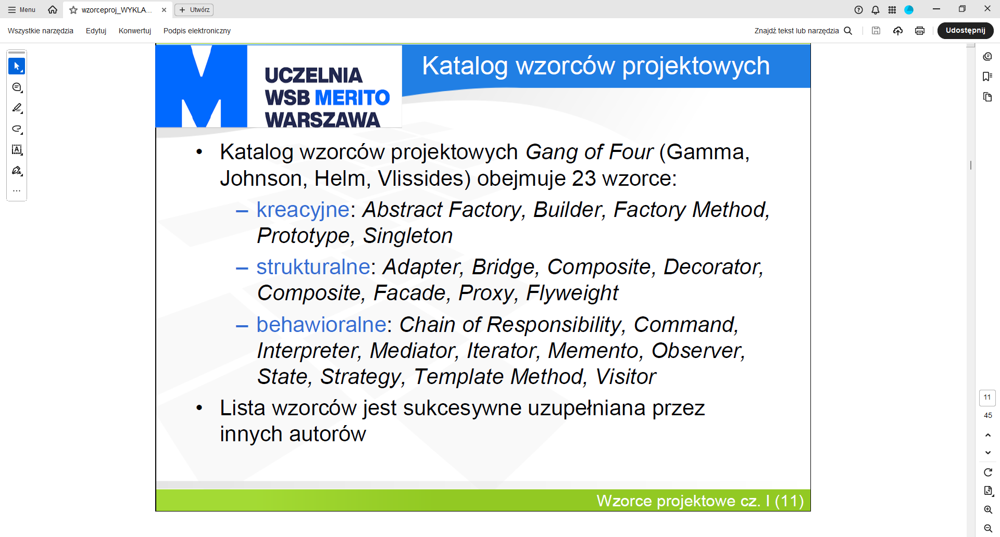 Menu
wzorceproj_WYKLA...
Utwórz
Wszystkie narzędzia
Edytuj
Konwertuj
Podpis elektroniczny
Znajdź tekst lub narzędzia
Udostępnij
UCZELNIA
WSB MERITO
WARSZAWA
Katalog wzorców projektowych
• Katalog wzorców projektowych Gang of Four (Gamma,
Johnson, Helm, Vlissides) obejmuje 23 wzorce:
– kreacyjne: Abstract Factory, Builder, Factory Method,
Prototype, Singleton
– strukturalne: Adapter, Bridge, Composite, Decorator,
Composite, Facade, Proxy, Flyweight
– behawioralne: Chain of Responsibility, Command,
Interpreter, Mediator, Iterator, Memento, Observer,
State, Strategy, Template Method, Visitor
• Lista wzorców jest sukcesywne uzupełniana przez
innych autorów
Wzorce projektowe cz. I (11)
11
45